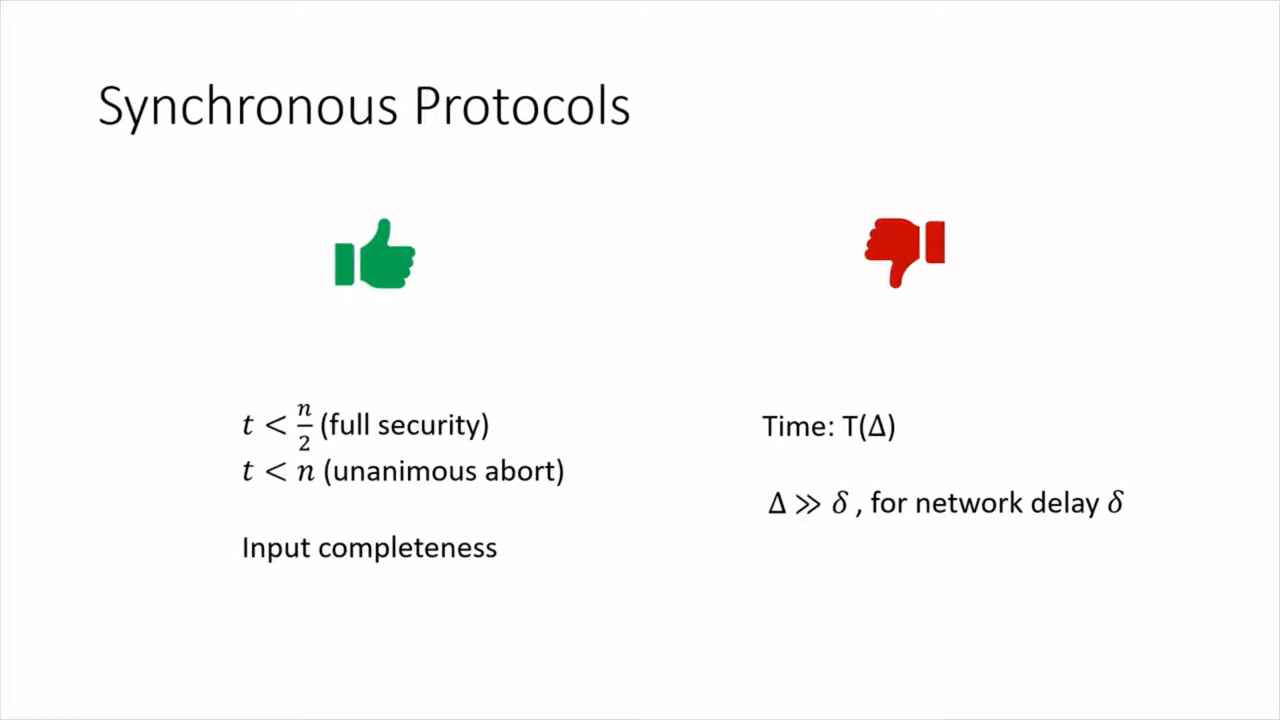 Synchronous Protocols
t < n/2 (full security)
t < n (unanimous abort)
Input completeness
Time: T(Δ)
Δ ≫ δ , for network delay δ